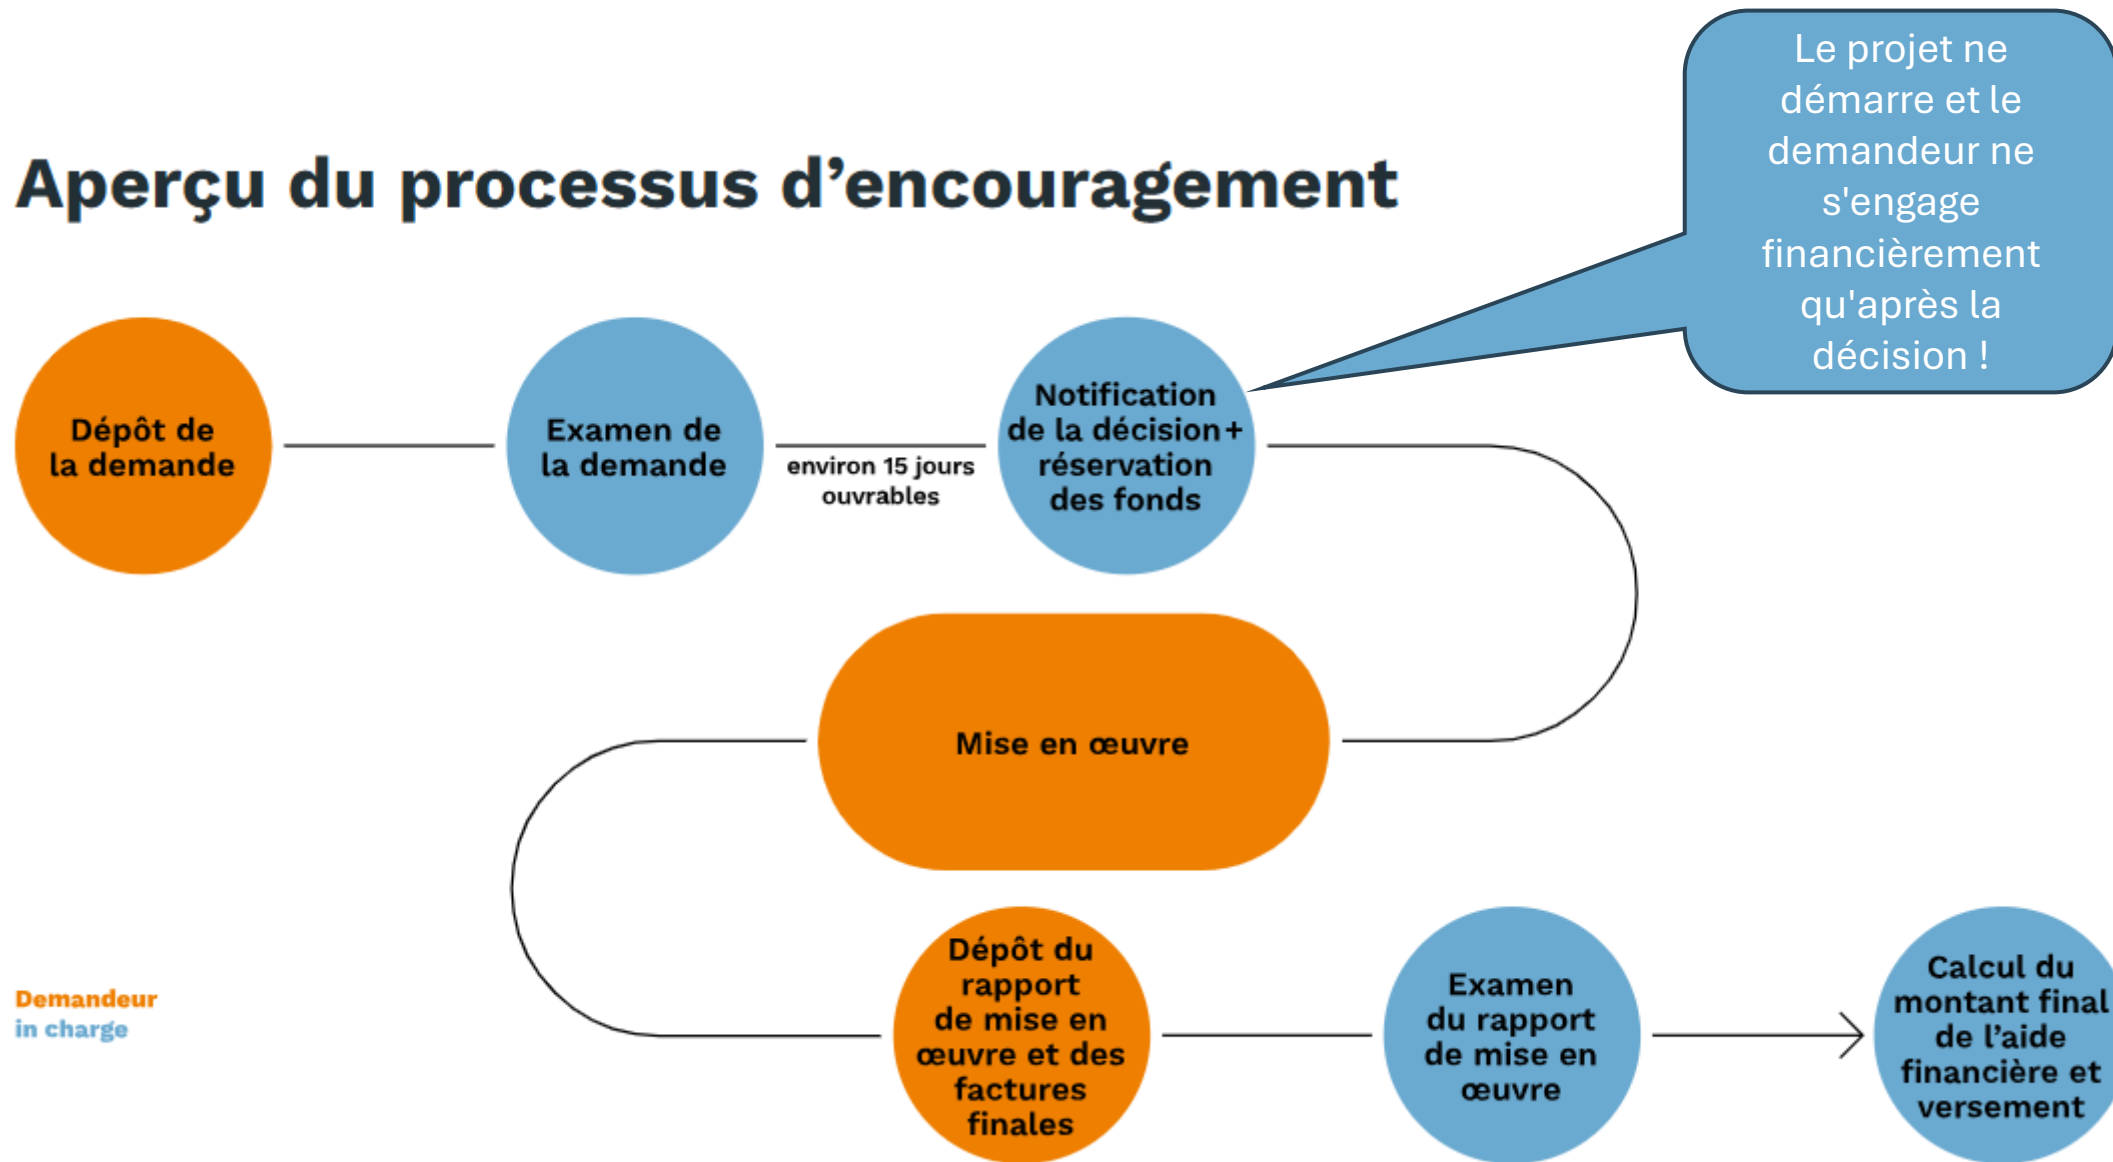 Le projet ne
démarre et le
demandeur ne
s'engage
financièrement
qu'après la
décision !
Aperçu du processus d’encouragement
Dépôt de
la demande
Examen de
la demande
environ 15 jours
ouvrables
Notification
de la décision+
réservation
des fonds
Mise en œuvre
Dépôt du
rapport
de mise en
œuvre et des
factures
finales
Examen
du rapport
de mise en
œuvre
Calcul du
montant final
de l’aide
financière et
versement
Demandeur
in charge